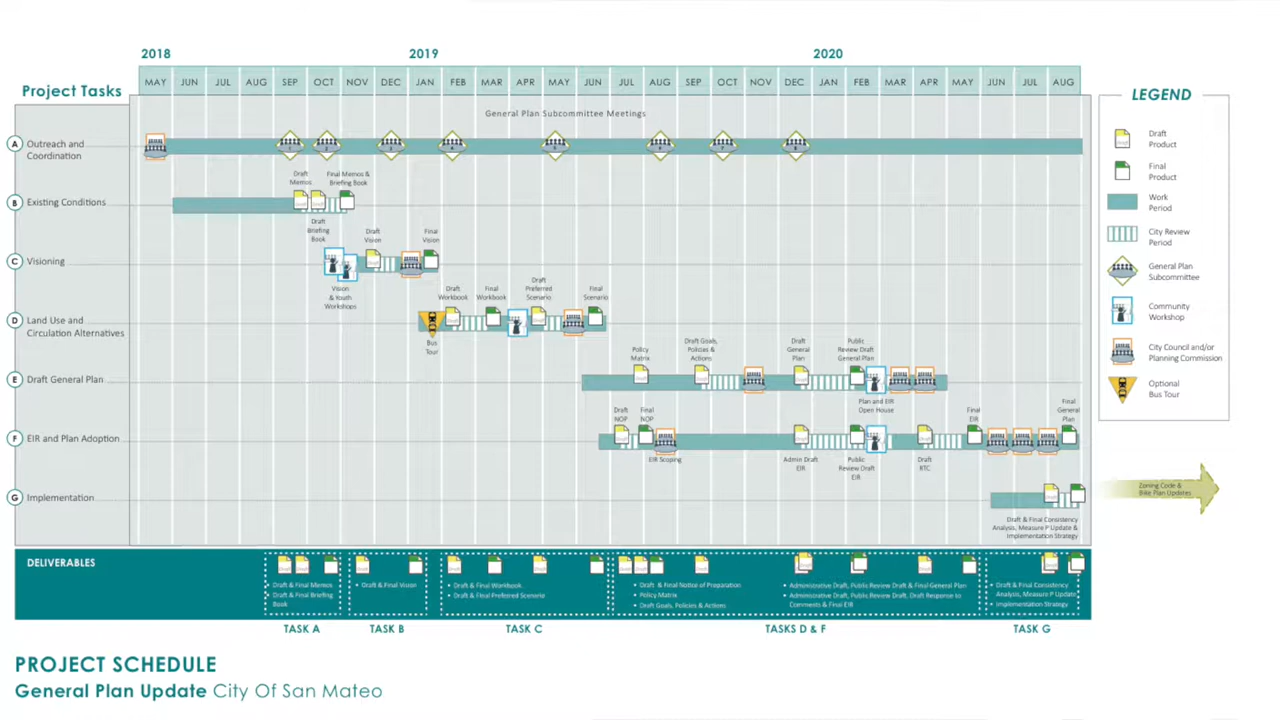 2018 2019 2020
Project Tasks MAY JUN JUL AUG SEP OCT NOV DEC JAN FEB MAR APR MAY JUN JUL AUG SEP OCT NOV DEC JAN FEB MAR APR MAY JUN JUL AUG
General Plan Subcommittee Meetings
A Outreach and
Coordination
Draft
Memos
Final Memos &
Briefing Book
B Existing Conditions
Draft
Briefing
Book
Draft
Vision
Final
Vision
C Visioning
Vision
& Youth
Workshops
Draft
Workbook
Final
Workbook
Draft
Preferred
Scenario
Final
Scenario
D Land Use and
Circulation Alternatives
Bus
Tour
Policy
Matrix
Draft Goals,
Policies &
Actions
Draft
General
Plan
Public
Review Draft
General Plan
E Draft General Plan
Plan and EIR
Open House
Draft
NOP
Final
NOP
Final
EIR
Final
General
Plan
F EIR and Plan Adoption
EIR Scoping
Admin Draft
EIR
Public
Review Draft
EIR
Draft
RTC
G Implementation
Draft & Final Consistency
Analysis, Measure P Update &
Implementation Strategy
LEGEND
Draft
Product
Final
Product
Work
Period
City Review
Period
General Plan
Subcommittee
Community
Workshop
City Council and/or
Planning Commission
Optional
Bus Tour
Zoning Code &
Bike Plan Updates
DELIVERABLES
• Draft & Final Memos
• Draft & Final Briefing
Book
• Draft & Final Vision
• Draft & Final Workbook
• Draft & Final Preferred Scenario
• Draft & Final Notice of Preparation
• Policy Matrix
• Draft Goals, Policies & Actions
• Administrative Draft, Public Review Draft & Final General Plan
• Administrative Draft, Public Review Draft, Draft Response to
Comments & Final EIR
• Draft & Final Consistency
Analysis, Measure P Update
• Implementation Strategy
TASK A TASK B TASK C TASKS D & F TASK G
PROJECT SCHEDULE
General Plan Update City Of San Mateo